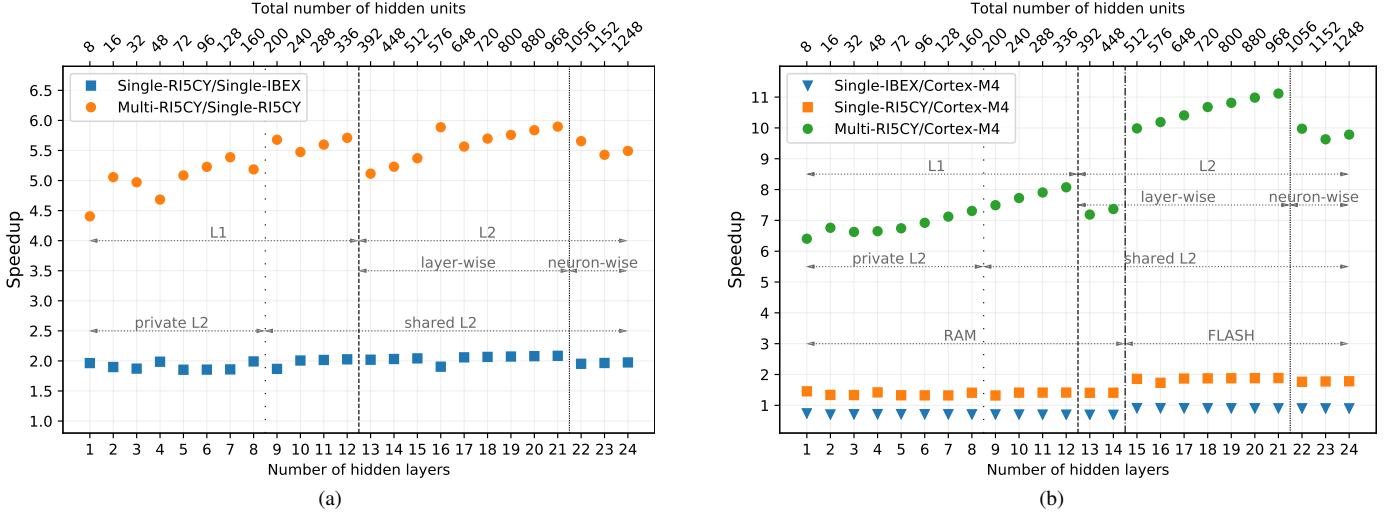 Total number of hidden units
8 16 32 48 72 96 128 160 200 240 288 336 392 448 512 576 648 720 800 880 968 1056 1152 1248
Single-RI5CY/Single-IBEX
Multi-RI5CY/Single-RI5CY
6.5
6.0
5.5
5.0
4.5
4.0
3.5
3.0
2.5
2.0
1.5
1.0
Speedup
L1 L2
layer-wise neuron-wise
private L2 shared L2
1 2 3 4 5 6 7 8 9 10 11 12 13 14 15 16 17 18 19 20 21 22 23 24
Number of hidden layers
(a)
Total number of hidden units
8 16 32 48 72 96 128 160 200 240 288 336 392 448 512 576 648 720 800 880 968 1056 1152 1248
Single-IBEX/Cortex-M4
Single-RI5CY/Cortex-M4
Multi-RI5CY/Cortex-M4
11
10
9
8
7
6
5
4
3
2
1
Speedup
L1 L2
layer-wise neuron-wise
private L2 shared L2
RAM FLASH
1 2 3 4 5 6 7 8 9 10 11 12 13 14 15 16 17 18 19 20 21 22 23 24
Number of hidden layers
(b)